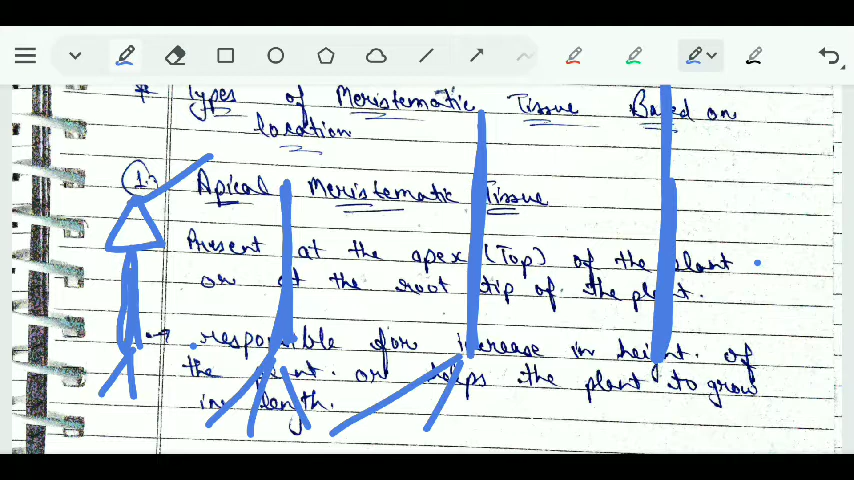 * Types of Meristematic Tissue Based on
location
1. Apical Meristematic Tissue
Present at the apex (Top) of the plant
or at the root tip of the plant.
→ responsible for increase in height of
the plant. or helps the plant to grow
in length.